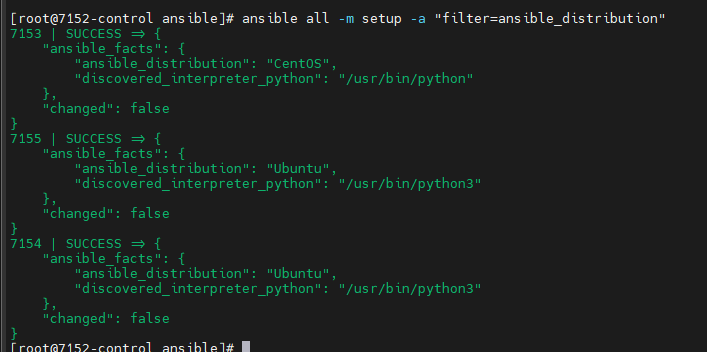 [root@7152-control ansible]# ansible all -m setup -a "filter=ansible_distribution"
7153 | SUCCESS => {
    "ansible_facts": {
        "ansible_distribution": "CentOS",
        "discovered_interpreter_python": "/usr/bin/python"
    },
    "changed": false
}
7155 | SUCCESS => {
    "ansible_facts": {
        "ansible_distribution": "Ubuntu",
        "discovered_interpreter_python": "/usr/bin/python3"
    },
    "changed": false
}
7154 | SUCCESS => {
    "ansible_facts": {
        "ansible_distribution": "Ubuntu",
        "discovered_interpreter_python": "/usr/bin/python3"
    },
    "changed": false
}
[root@7152-control ansible]#